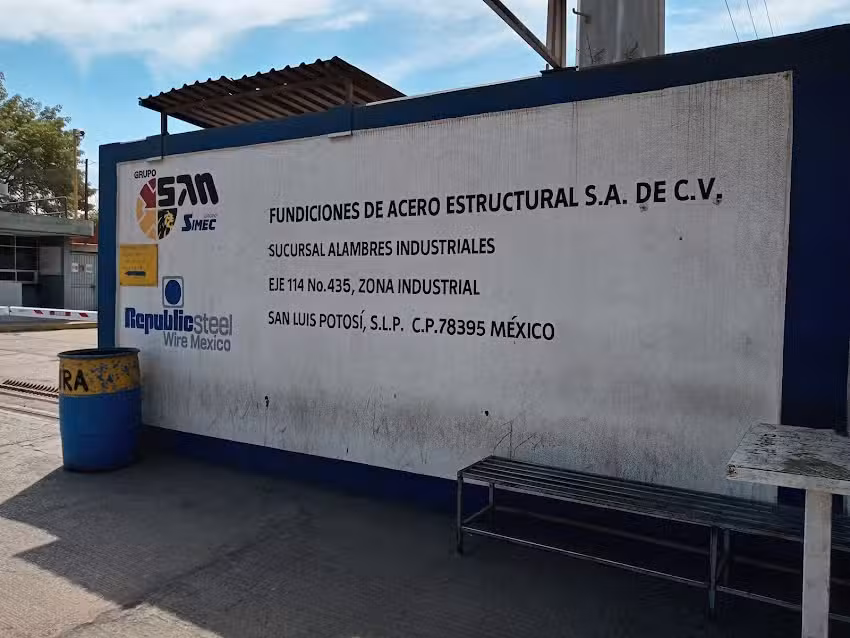 GRUPO
SAN
GRUPO
SIMEC
FUNDICIONES DE ACERO ESTRUCTURAL S.A. DE C.V.
SUCURSAL ALAMBRES INDUSTRIALES
EJE 114 No.435, ZONA INDUSTRIAL
SAN LUIS POTOSÍ, S.L.P. C.P.78395 MÉXICO
RepublicSteel
Wire Mexico
RA